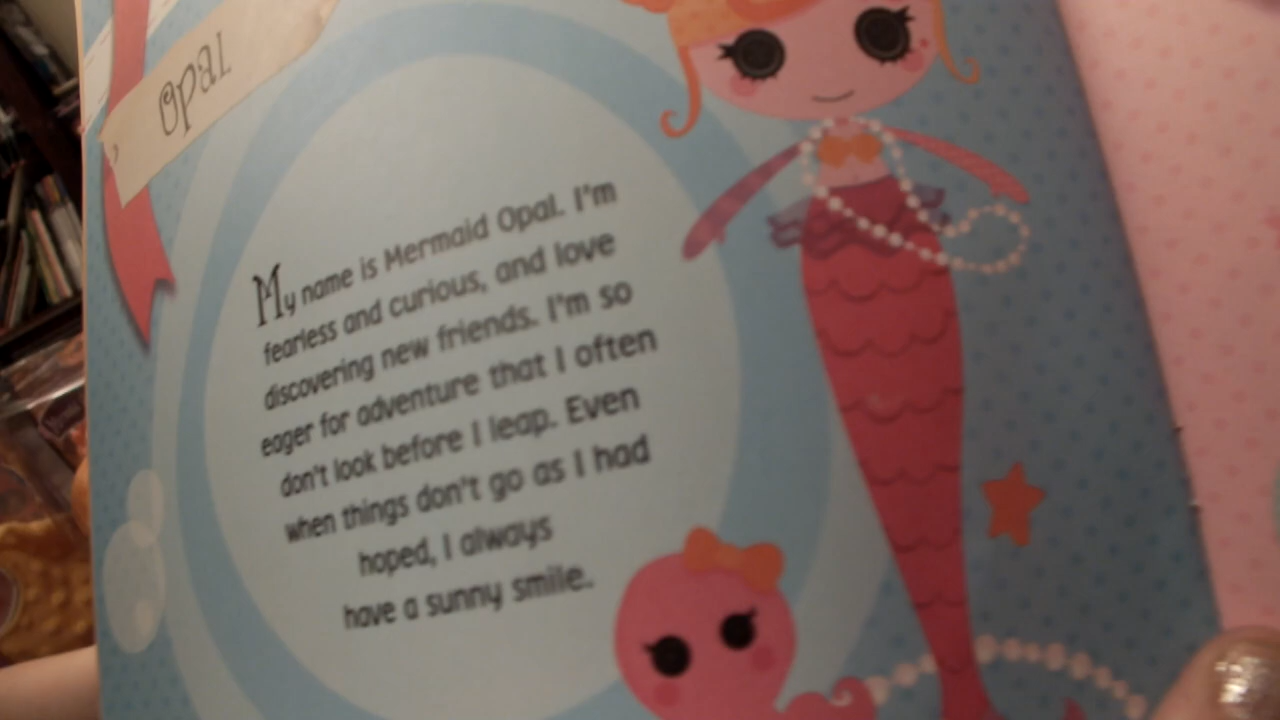 Opal
My name is Mermaid Opal. I'm
fearless and curious, and love
discovering new friends. I'm so
eager for adventure that I often
don't look before I leap. Even
when things don't go as I had
hoped, I always
have a sunny smile.